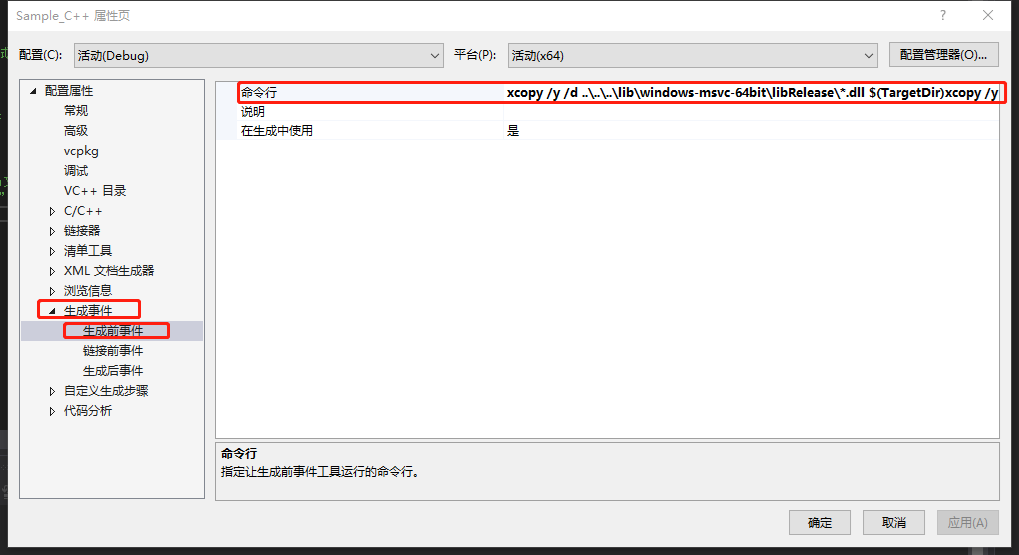 Sample_C++ 属性页
配置(C): 活动(Debug) 平台(P): 活动(x64) 配置管理器(O)...
配置属性
常规
高级
vcpkg
调试
VC++ 目录
C/C++
链接器
清单工具
XML 文档生成器
浏览信息
生成事件
生成前事件
链接前事件
生成后事件
自定义生成步骤
代码分析
命令行 xcopy /y /d ..\..\..\lib\windows-msvc-64bit\libRelease\*.dll $(TargetDir)xcopy /y
说明
在生成中使用 是
命令行
指定让生成前事件工具运行的命令行。
确定 取消 应用(A)